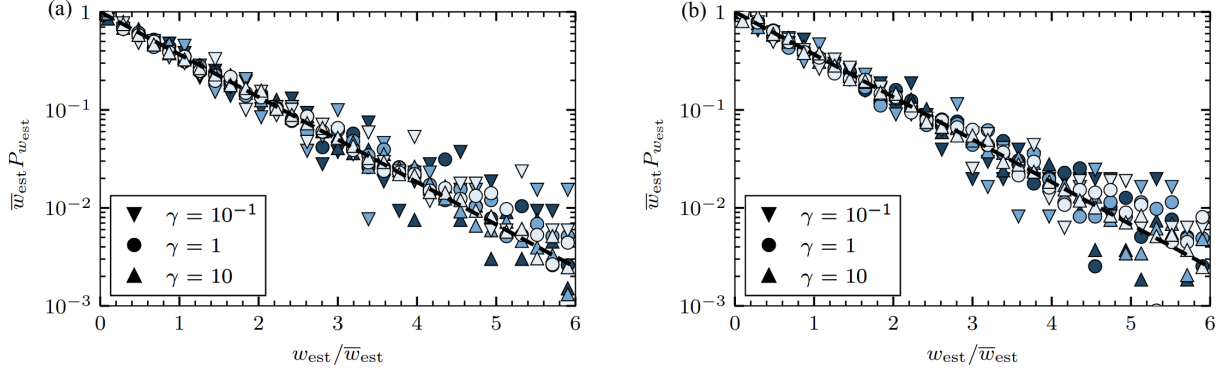 (a)
1
10⁻¹
10⁻²
10⁻³
w̅_est P_{w_est}
γ = 10⁻¹
γ = 1
γ = 10
0 1 2 3 4 5 6
w_est/w̅_est
(b)
1
10⁻¹
10⁻²
10⁻³
w̅_est P_{w_est}
γ = 10⁻¹
γ = 1
γ = 10
0 1 2 3 4 5 6
w_est/w̅_est